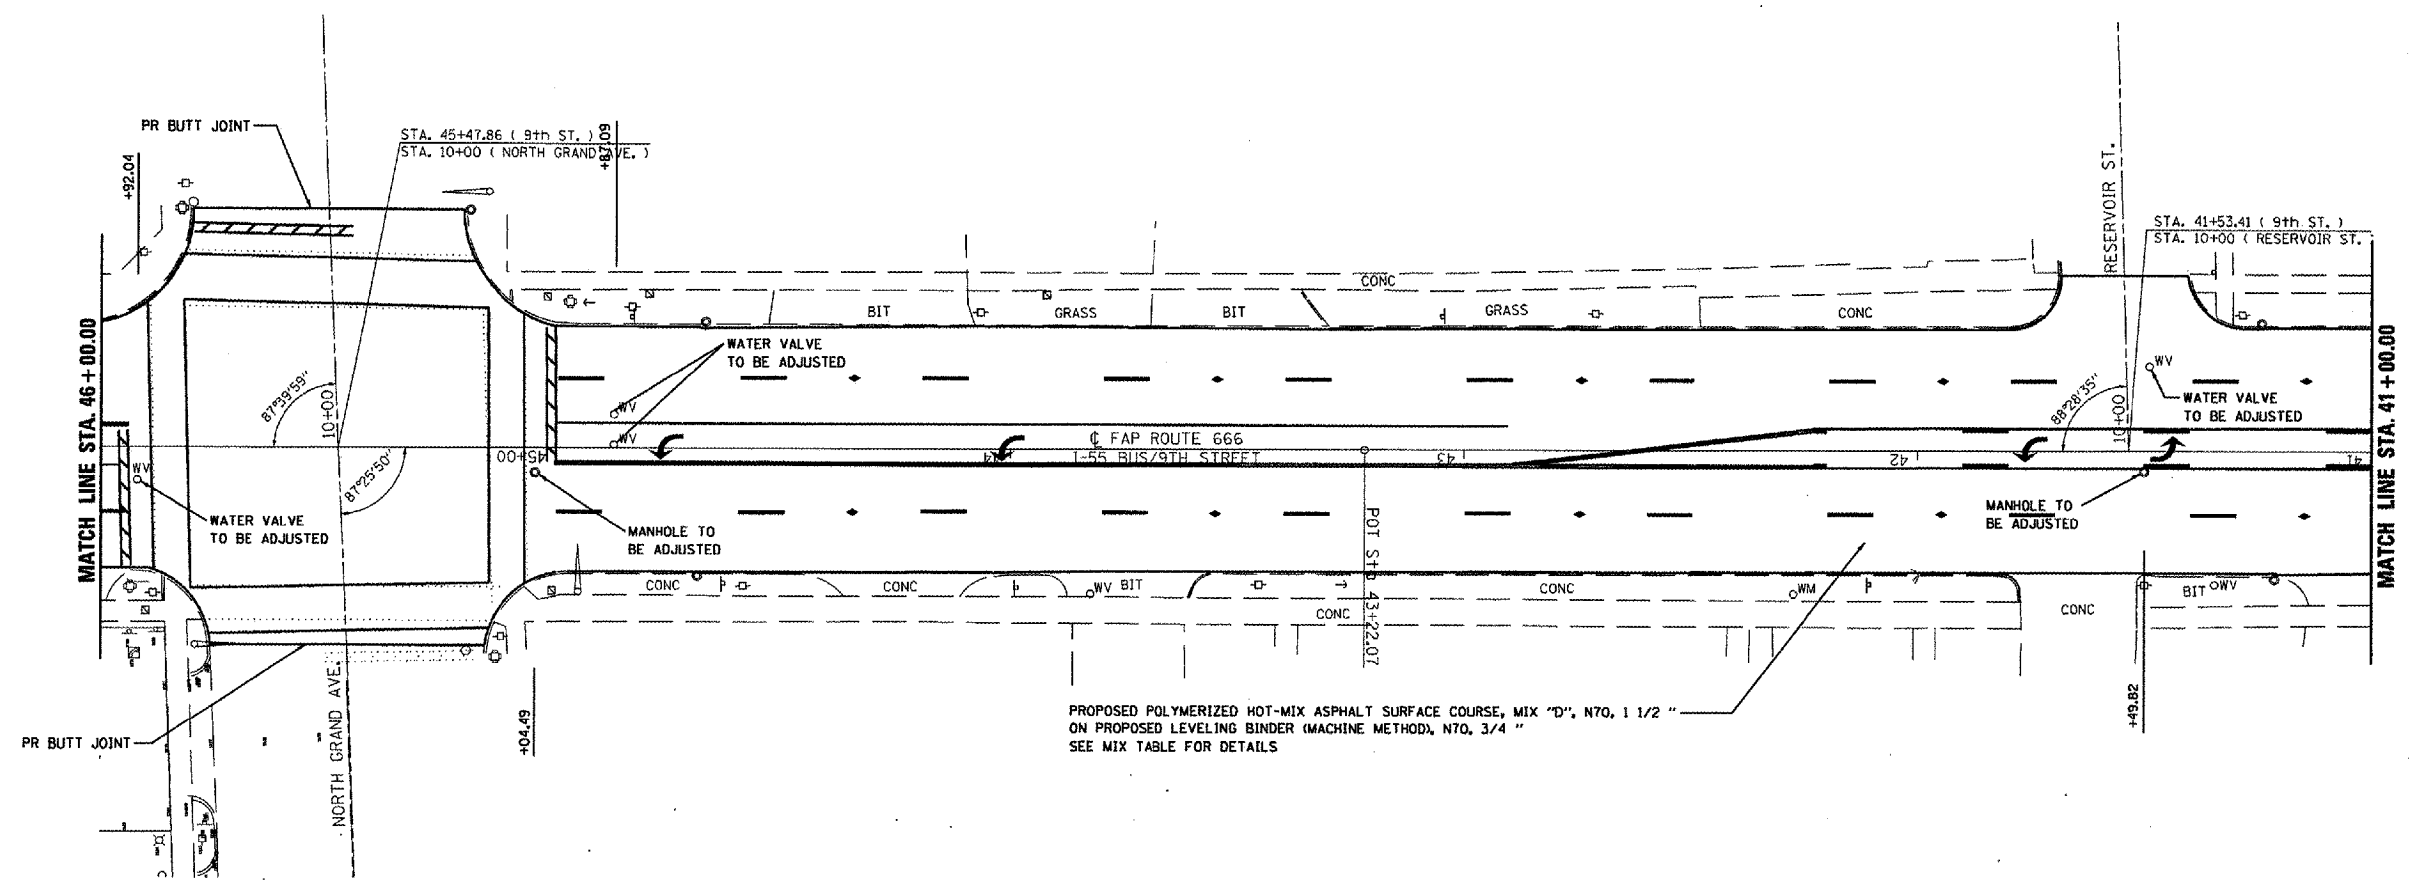 PR BUTT JOINT
STA. 45+47.86 ( 9th ST. )
STA. 10+00 ( NORTH GRAND AVE. )
+92.04
+87.09
RESERVOIR ST.
STA. 41+53.41 ( 9th ST. )
STA. 10+00 ( RESERVOIR ST.
CONC
BIT
GRASS
BIT
GRASS
CONC
MATCH LINE STA. 46+00.00
MATCH LINE STA. 41+00.00
WATER VALVE
TO BE ADJUSTED
WV
WV
WV
WATER VALVE
TO BE ADJUSTED
87°39'59"
10+00
88°28'35"
10+00
℄ FAP ROUTE 666
I-55 BUS/9TH STREET
45+00
44
43
42
41
WV
87°25'50"
WATER VALVE
TO BE ADJUSTED
MANHOLE TO
BE ADJUSTED
MANHOLE TO
BE ADJUSTED
POT Sta 43+22.07
CONC
CONC
WV
BIT
CONC
CONC
WM
CONC
BIT
WV
NORTH GRAND AVE.
+04.49
+49.82
PROPOSED POLYMERIZED HOT-MIX ASPHALT SURFACE COURSE, MIX "D", N70, 1 1/2 "
ON PROPOSED LEVELING BINDER (MACHINE METHOD), N70, 3/4 "
SEE MIX TABLE FOR DETAILS
PR BUTT JOINT